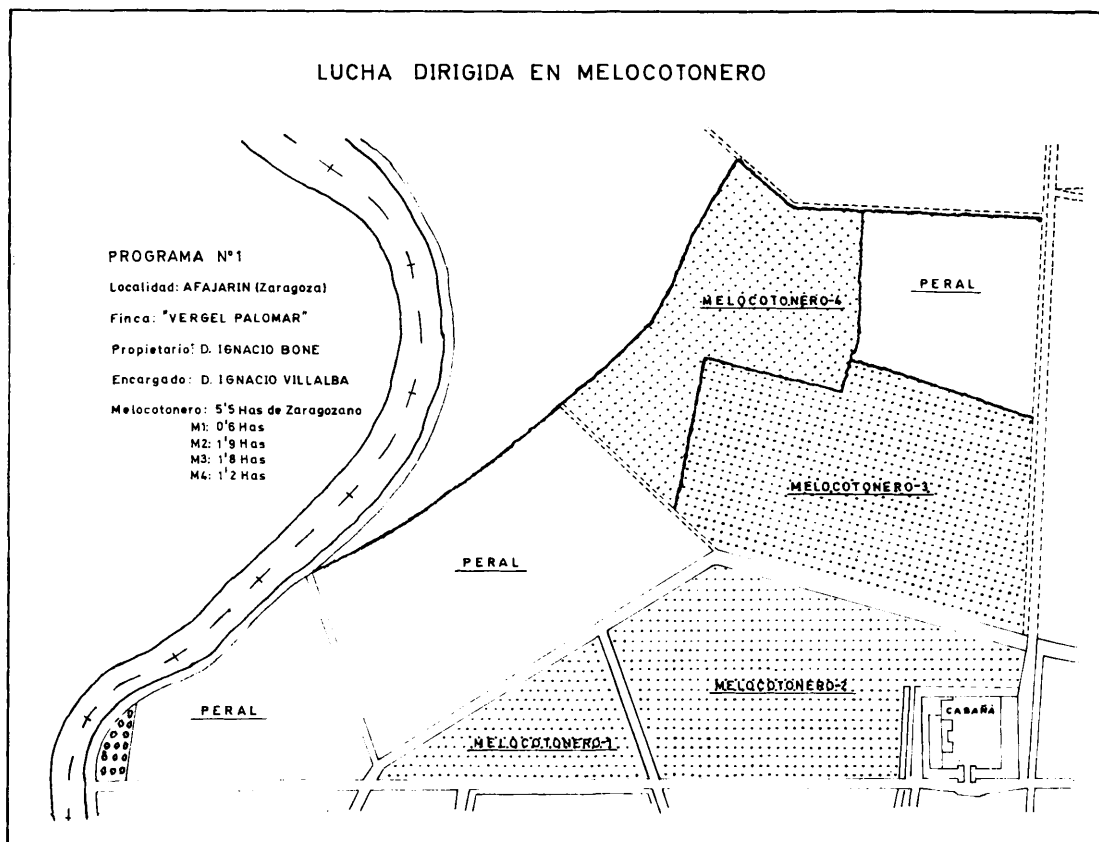 LUCHA DIRIGIDA EN MELOCOTONERO
PROGRAMA Nº1
Localidad: AFAJARIN (Zaragoza)
Finca: "VERGEL PALOMAR"
Propietario: D. IGNACIO BONE
Encargado: D. IGNACIO VILLALBA
Melocotonero: 5'5 Has de Zaragozano
M1: 0'6 Has
M2: 1'9 Has
M3: 1'8 Has
M4: 1'2 Has
MELOCOTONERO-4
PERAL
MELOCOTONERO-3
PERAL
MELOCOTONERO-2
PERAL
CABAÑA
MELOCOTONERO-1